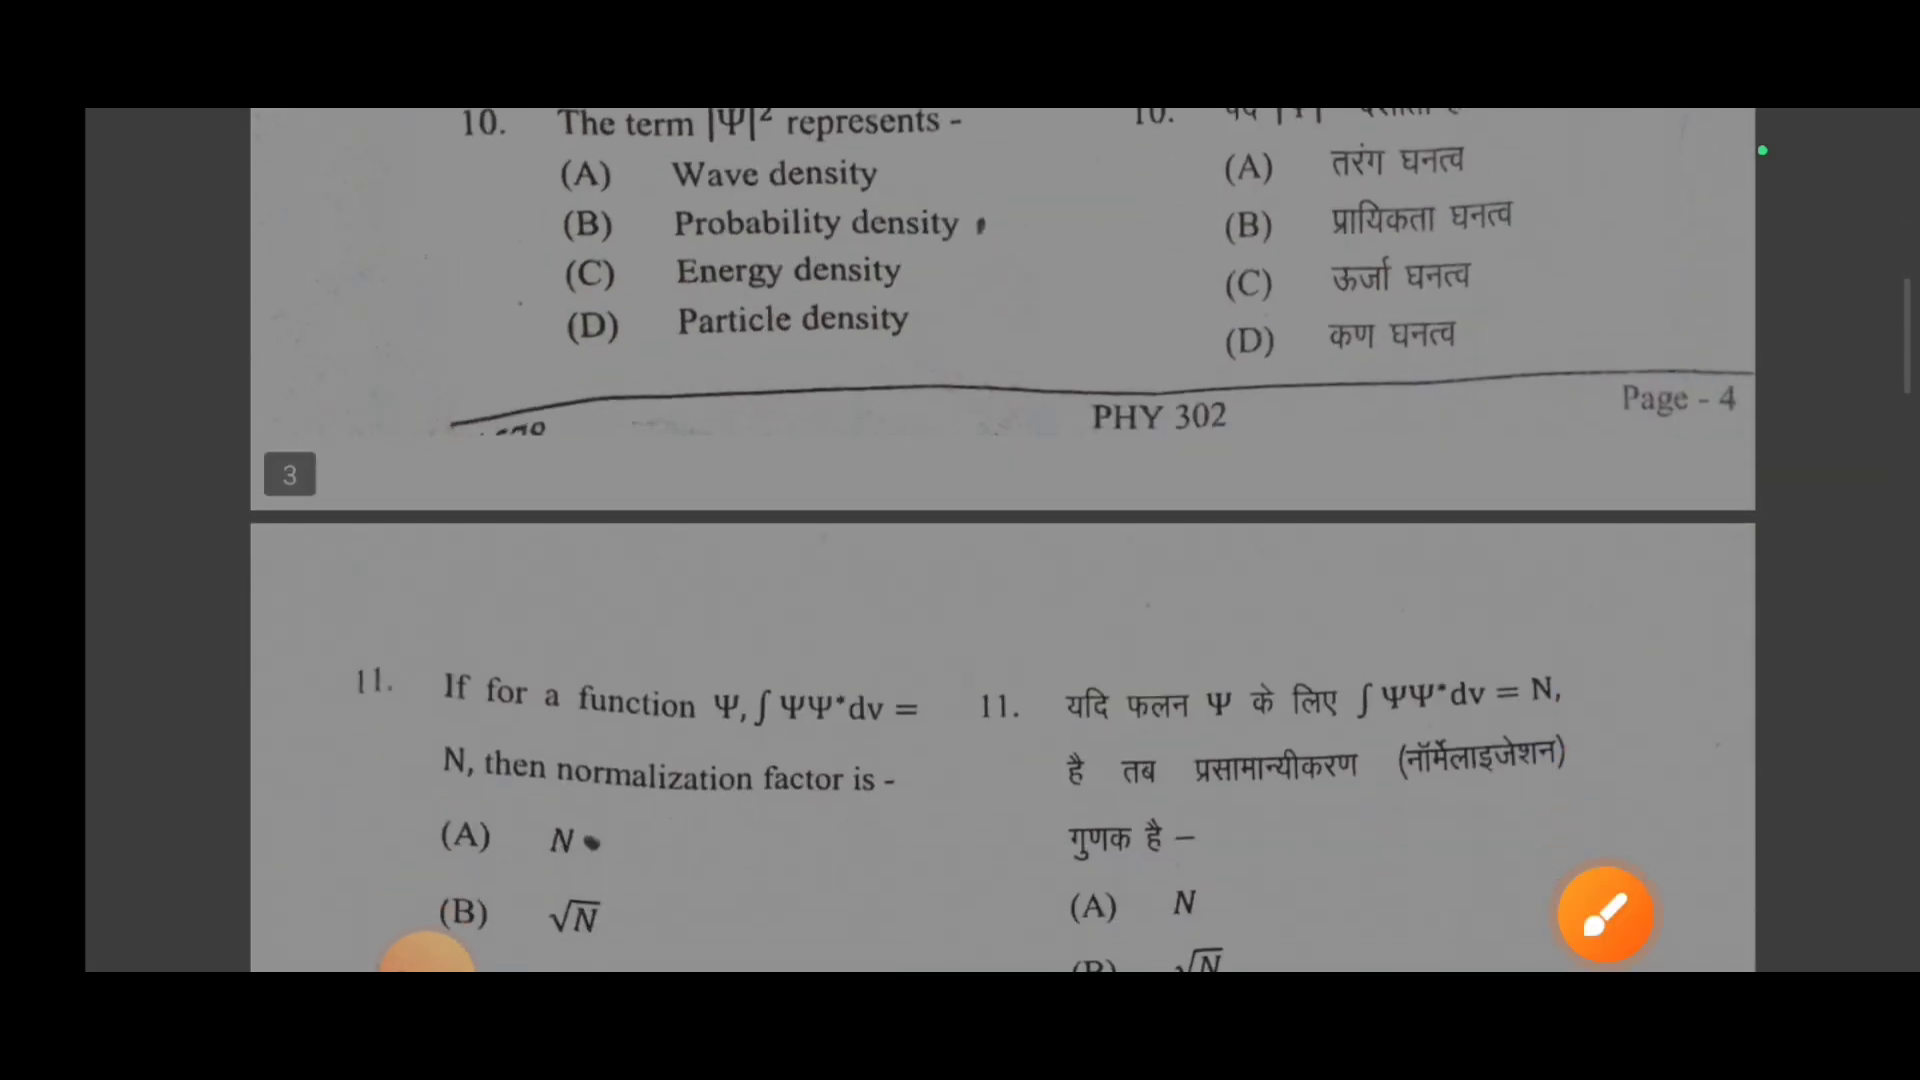 10. The term |Ψ|² represents -
(A) Wave density
(B) Probability density
(C) Energy density
(D) Particle density
10.
(A) तरंग घनत्व
(B) प्रायिकता घनत्व
(C) ऊर्जा घनत्व
(D) कण घनत्व
PHY 302
Page - 4
3
11. If for a function Ψ, ∫ ΨΨ*dv =
N, then normalization factor is -
(A) N
(B) √N
11. यदि फलन Ψ के लिए ∫ ΨΨ*dv = N,
है तब प्रसामान्यीकरण (नॉर्मेलाइजेशन)
गुणक है –
(A) N
(B) √N